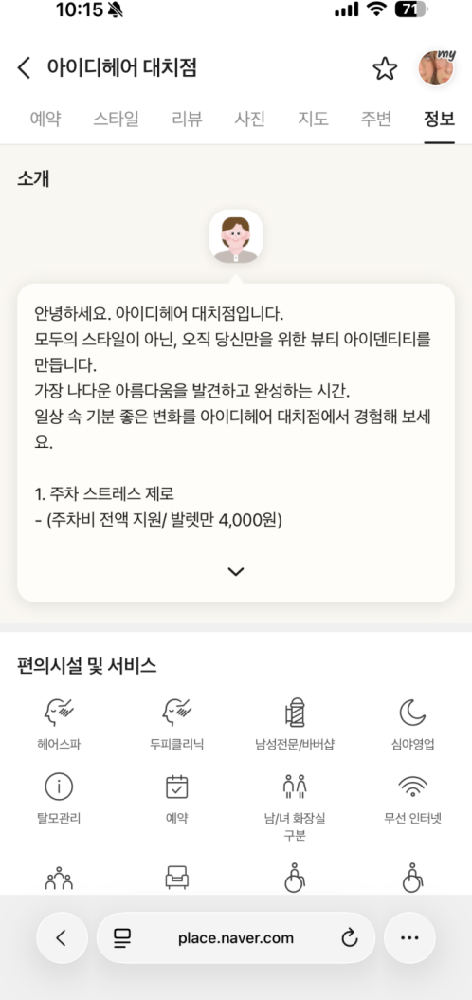 10:15
71
아이디헤어 대치점
my
예약 스타일 리뷰 사진 지도 주변 정보
소개
안녕하세요. 아이디헤어 대치점입니다.
모두의 스타일이 아닌, 오직 당신만을 위한 뷰티 아이덴티티를
만듭니다.
가장 나다운 아름다움을 발견하고 완성하는 시간.
일상 속 기분 좋은 변화를 아이디헤어 대치점에서 경험해 보세
요.
1. 주차 스트레스 제로
- (주차비 전액 지원/ 발렛만 4,000원)
편의시설 및 서비스
헤어스파 두피클리닉 남성전문/바버샵 심야영업
탈모관리 예약 남/녀 화장실 무선 인터넷
구분
place.naver.com